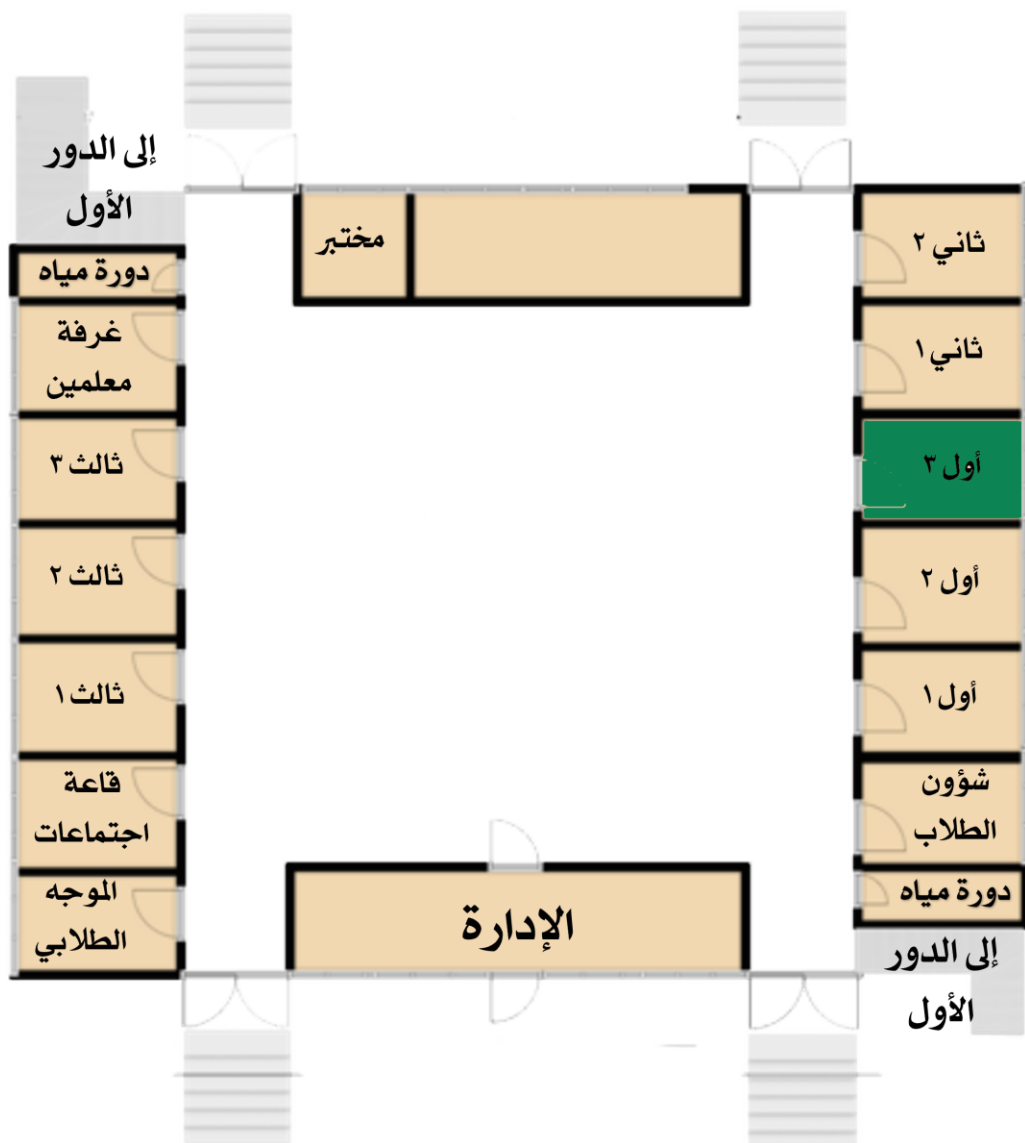 إلى الدور
الأول
دورة مياه
غرفة
معلمين
ثالث ٣
ثالث ٢
ثالث ١
قاعة
اجتماعات
الموجه
الطلابي
مختبر
الإدارة
ثاني ٢
ثاني ١
أول ٣
أول ٢
أول ١
شؤون
الطلاب
دورة مياه
إلى الدور
الأول